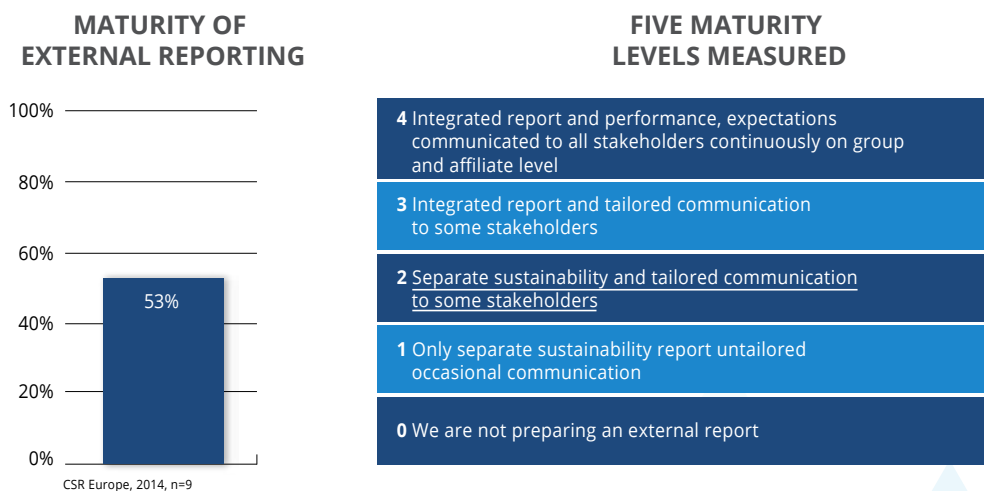 MATURITY OF
EXTERNAL REPORTING
100%
80%
60%
53%
40%
20%
0%
CSR Europe, 2014, n=9
FIVE MATURITY
LEVELS MEASURED
4 Integrated report and performance, expectations
communicated to all stakeholders continuously on group
and affiliate level
3 Integrated report and tailored communication
to some stakeholders
2 Separate sustainability and tailored communication
to some stakeholders
1 Only separate sustainability report untailored
occasional communication
0 We are not preparing an external report